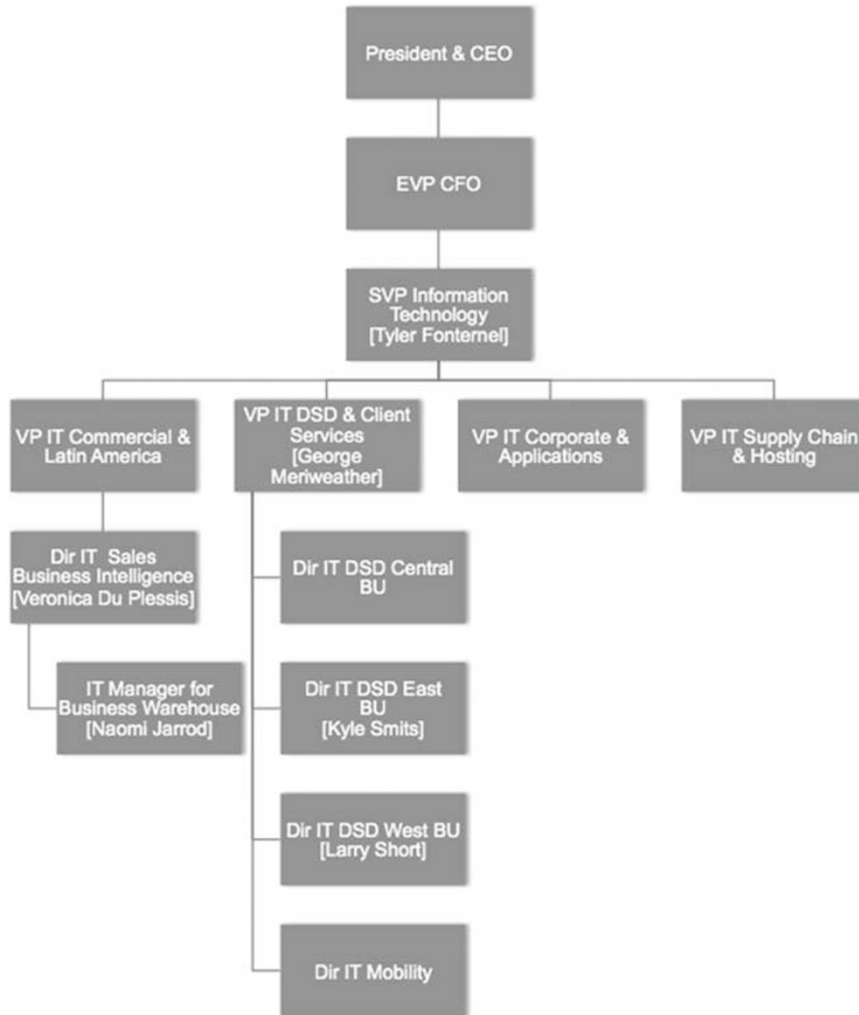 President & CEO
EVP CFO
SVP Information
Technology
[Tyler Fonternel]
VP IT Commercial &
Latin America
VP IT DSD & Client
Services
[George
Meriweather]
VP IT Corporate &
Applications
VP IT Supply Chain
& Hosting
Dir IT Sales
Business Intelligence
[Veronica Du Plessis]
IT Manager for
Business Warehouse
[Naomi Jarrod]
Dir IT DSD Central
BU
Dir IT DSD East
BU
[Kyle Smits]
Dir IT DSD West BU
[Larry Short]
Dir IT Mobility